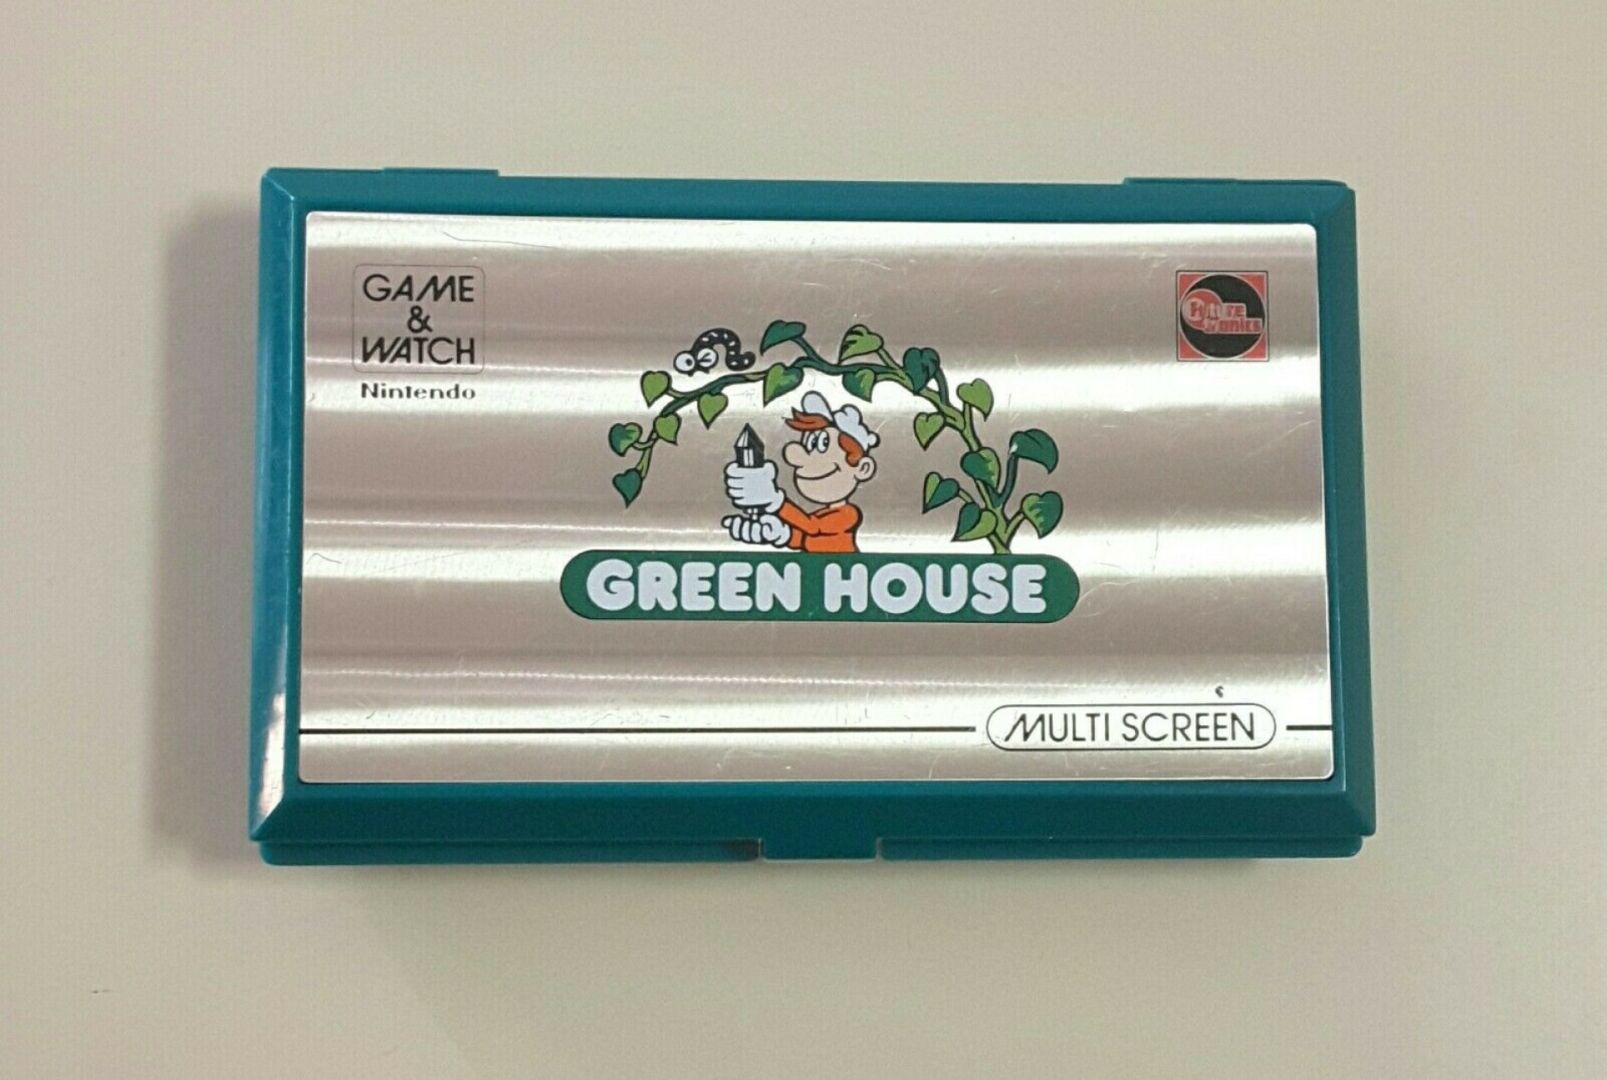 GAME
&
WATCH
Nintendo
GREEN HOUSE
MULTI SCREEN